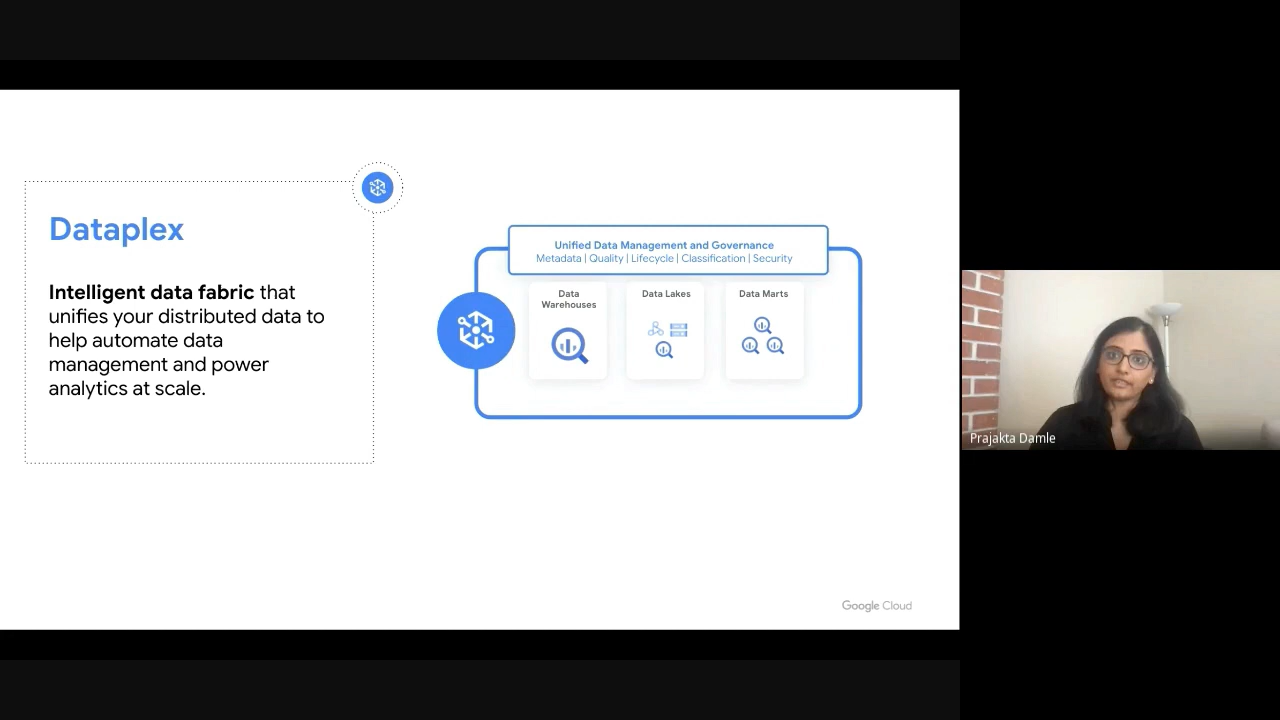 Dataplex
Intelligent data fabric that
unifies your distributed data to
help automate data
management and power
analytics at scale.
Unified Data Management and Governance
Metadata | Quality | Lifecycle | Classification | Security
Data
Warehouses
Data Lakes
Data Marts
Google Cloud
Prajakta Damle